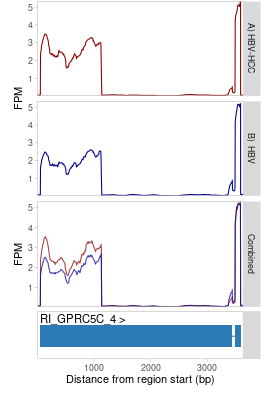 5
4
3
2
1
FPM
A) HBV-HCC
5
4
3
2
1
B) HBV
5
4
3
2
1
FPM
Combined
RI_GPRC5C_4 >
1000 2000 3000
Distance from region start (bp)